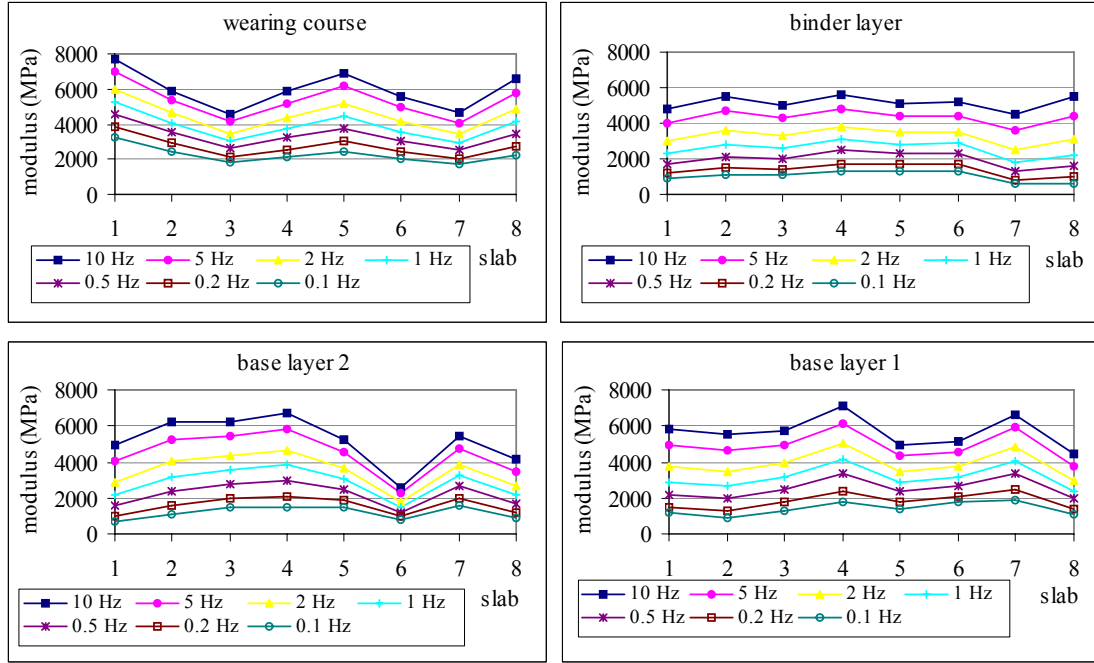 wearing course
modulus (MPa)
8000
6000
4000
2000
0
1 2 3 4 5 6 7 8
slab
10 Hz 5 Hz 2 Hz 1 Hz
0.5 Hz 0.2 Hz 0.1 Hz
binder layer
modulus (MPa)
8000
6000
4000
2000
0
1 2 3 4 5 6 7 8
slab
10 Hz 5 Hz 2 Hz 1 Hz
0.5 Hz 0.2 Hz 0.1 Hz
base layer 2
modulus (MPa)
8000
6000
4000
2000
0
1 2 3 4 5 6 7 8
slab
10 Hz 5 Hz 2 Hz 1 Hz
0.5 Hz 0.2 Hz 0.1 Hz
base layer 1
modulus (MPa)
8000
6000
4000
2000
0
1 2 3 4 5 6 7 8
slab
10 Hz 5 Hz 2 Hz 1 Hz
0.5 Hz 0.2 Hz 0.1 Hz